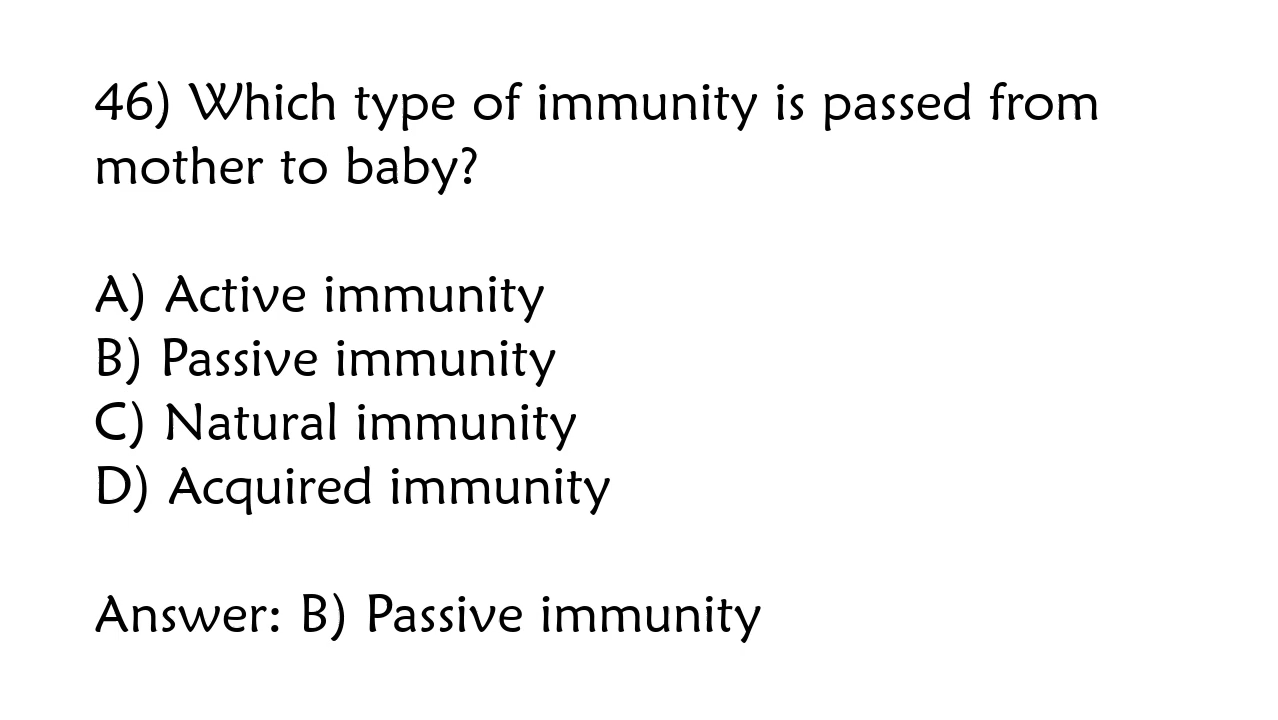 46) Which type of immunity is passed from
mother to baby?
A) Active immunity
B) Passive immunity
C) Natural immunity
D) Acquired immunity
Answer: B) Passive immunity